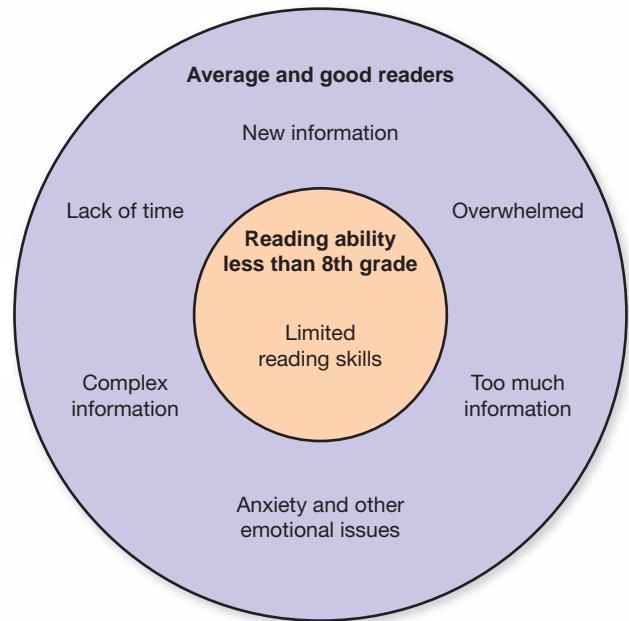 Average and good readers
New information
Lack of time
Overwhelmed
Reading ability
less than 8th grade
Limited
reading skills
Complex
information
Too much
information
Anxiety and other
emotional issues